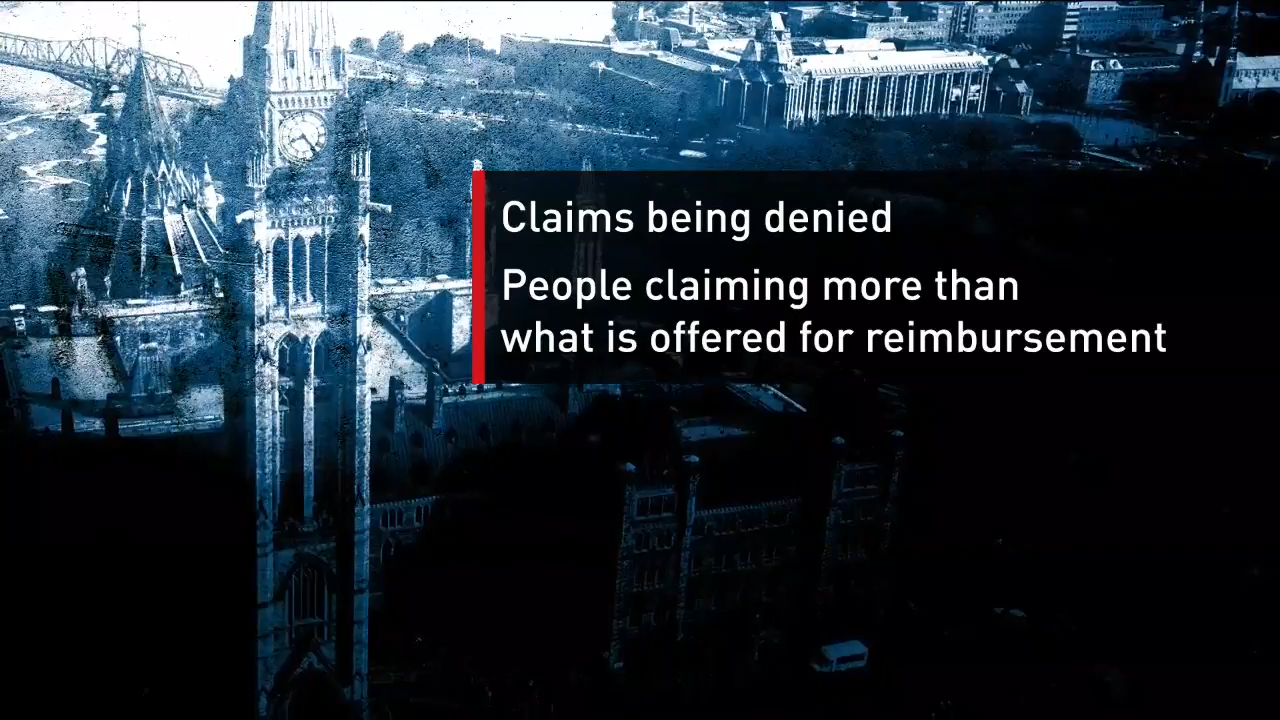 Claims being denied
People claiming more than
what is offered for reimbursement